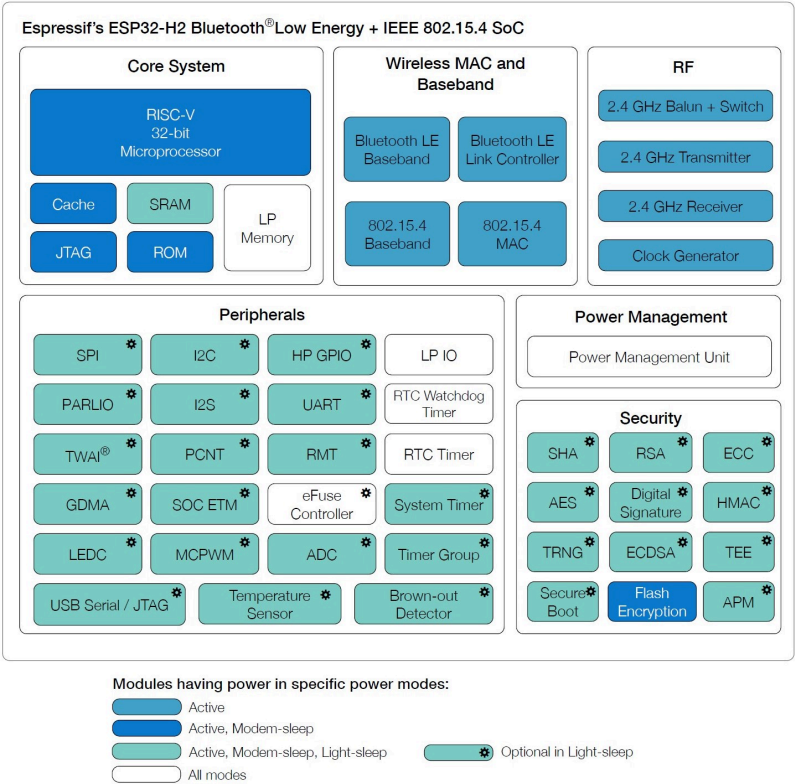 Espressif's ESP32-H2 Bluetooth®Low Energy + IEEE 802.15.4 SoC
Core System
RISC-V
32-bit
Microprocessor
Cache
SRAM
LP
Memory
JTAG
ROM
Wireless MAC and
Baseband
Bluetooth LE
Baseband
Bluetooth LE
Link Controller
802.15.4
Baseband
802.15.4
MAC
RF
2.4 GHz Balun + Switch
2.4 GHz Transmitter
2.4 GHz Receiver
Clock Generator
Peripherals
SPI
I2C
HP GPIO
LP IO
PARLIO
I2S
UART
RTC Watchdog
Timer
TWAI®
PCNT
RMT
RTC Timer
GDMA
SOC ETM
eFuse
Controller
System Timer
LEDC
MCPWM
ADC
Timer Group
USB Serial / JTAG
Temperature
Sensor
Brown-out
Detector
Power Management
Power Management Unit
Security
SHA
RSA
ECC
AES
Digital
Signature
HMAC
TRNG
ECDSA
TEE
Secure
Boot
Flash
Encryption
APM
Modules having power in specific power modes:
Active
Active, Modem-sleep
Active, Modem-sleep, Light-sleep
Optional in Light-sleep
All modes